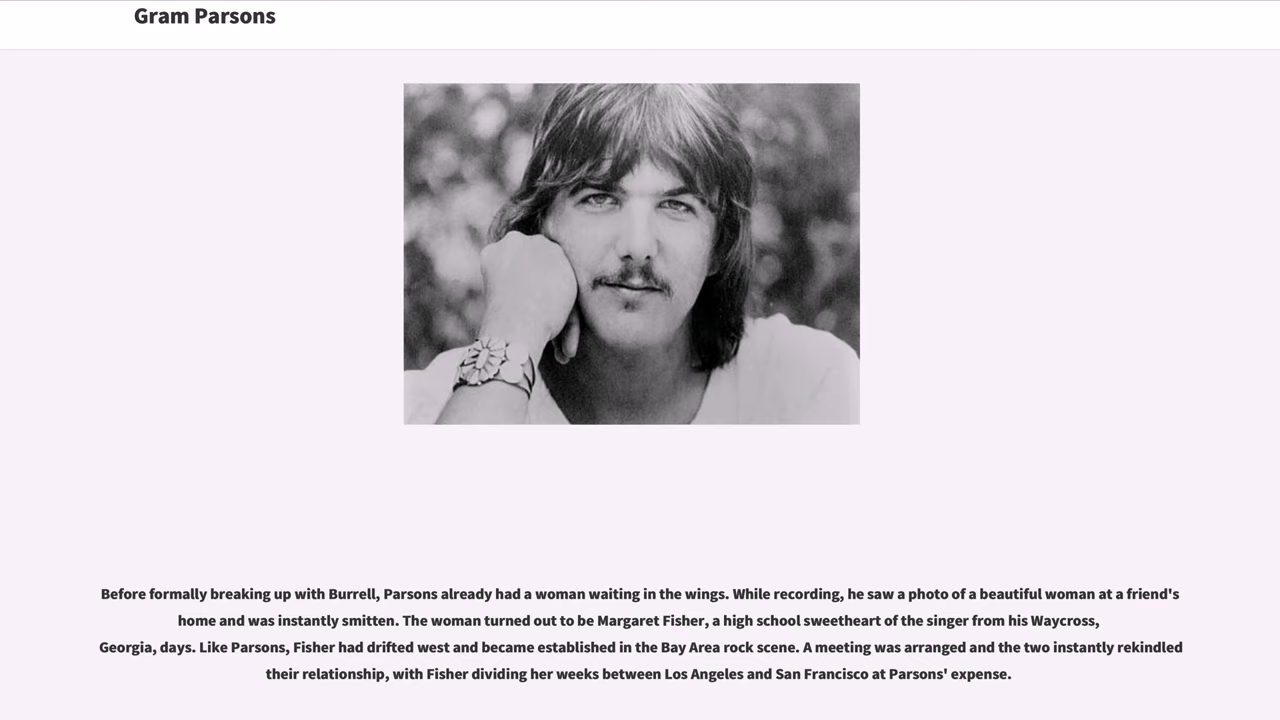 Gram Parsons
Before formally breaking up with Burrell, Parsons already had a woman waiting in the wings. While recording, he saw a photo of a beautiful woman at a friend's
home and was instantly smitten. The woman turned out to be Margaret Fisher, a high school sweetheart of the singer from his Waycross,
Georgia, days. Like Parsons, Fisher had drifted west and became established in the Bay Area rock scene. A meeting was arranged and the two instantly rekindled
their relationship, with Fisher dividing her weeks between Los Angeles and San Francisco at Parsons' expense.